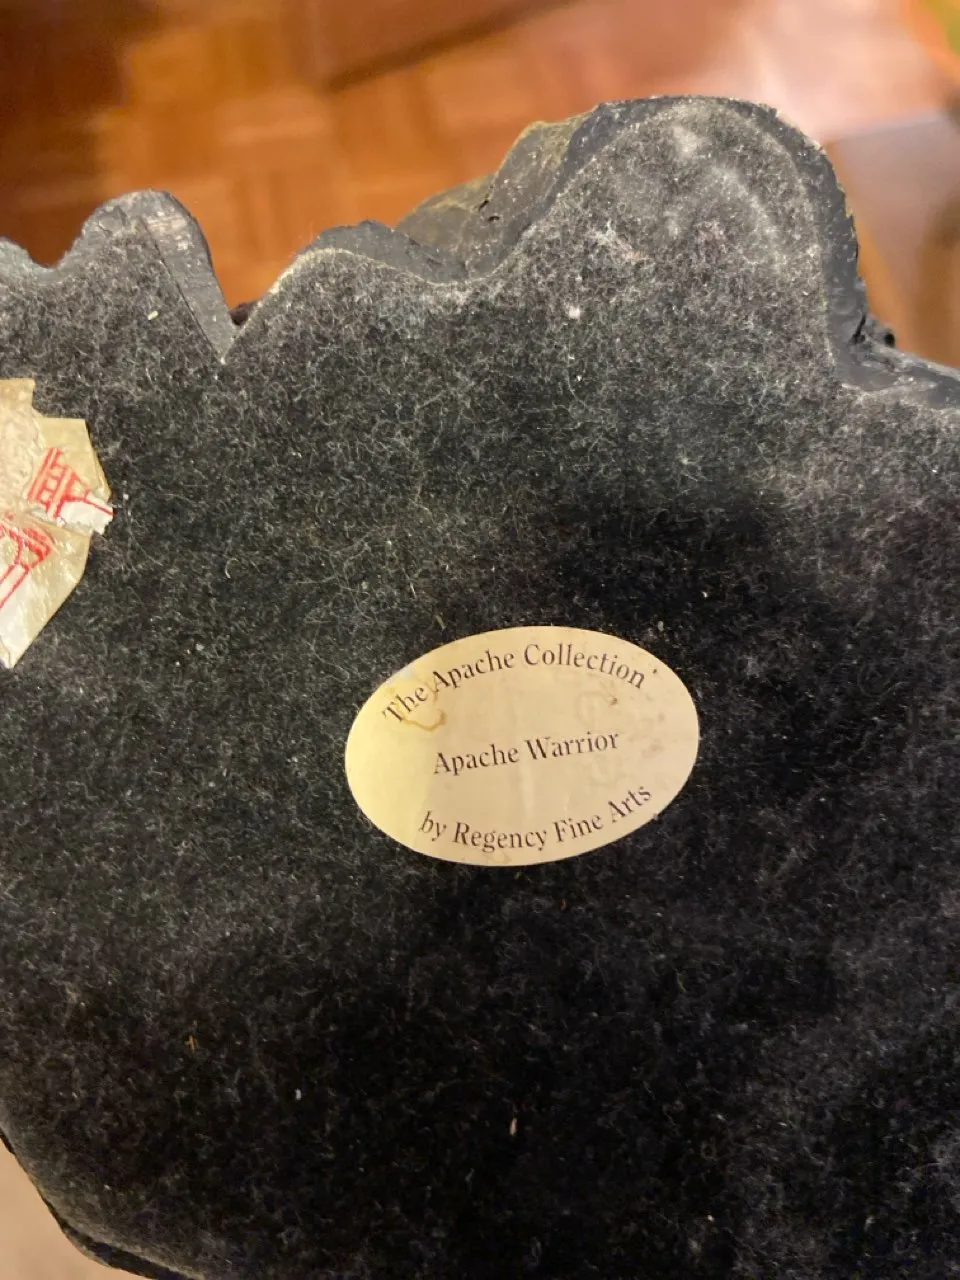 The Apache Collection
Apache Warrior
by Regency Fine Arts